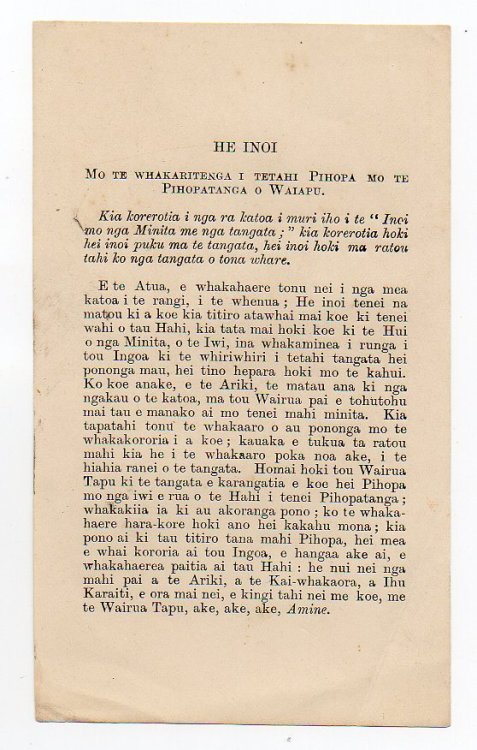 HE INOI
MO TE WHAKARITENGA I TETAHI PIHOPA MO TE
PIHOPATANGA O WAIAPU.
Kia korerotia i nga ra katoa i muri iho i te “ Inoi
mo nga Minita me nga tangata ; ” kia korerotia hoki
hei inoi puku ma te tangata, hei inoi hoki ma ratou
tahi ko nga tangata o tona whare.
E te Atua, e whakahaere tonu nei i nga mea
katoa i te rangi, i te whenua ; He inoi tenei na
matou ki a koe kia titiro atawhai mai koe ki tenei
wahi o tau Hahi, kia tata mai hoki koe ki te Hui
o nga Minita, o te Iwi, ina whakaminea i runga i
tou Ingoa ki te whiriwhiri i tetahi tangata hei
pononga mau, hei tino hepara hoki mo te kahui.
Ko koe anake, e te Ariki, te matau ana ki nga
ngakau o te katoa, ma tou Wairua pai e tohutohu
mai tau e manako ai mo tenei mahi minita. Kia
tapatahi tonu te whakaaro o au pononga mo te
whakakororia i a koe ; kauaka e tukua ta ratou
mahi kia he i te whakaaro poka noa ake, i te
hiahia ranei o te tangata. Homai hoki tou Wairua
Tapu ki te tangata e karangatia e koe hei Pihopa
mo nga iwi e rua o te Hahi i tenei Pihopatanga ;
whakakiia ia ki au akoranga pono ; ko te whaka-
haere hara-kore hoki ano hei kakahu mona ; kia
pono ai ki tau titiro tana mahi Pihopa, hei mea
e whai kororia ai tou Ingoa, e hangaa ake ai, e
whakahaerea paitia ai tau Hahi : he nui nei nga
mahi pai a te Ariki, a te Kai-whakaora, a Ihu
Karaiti, e ora mai nei, e kingi tahi nei me koe, me
te Wairua Tapu, ake, ake, ake, Amine.